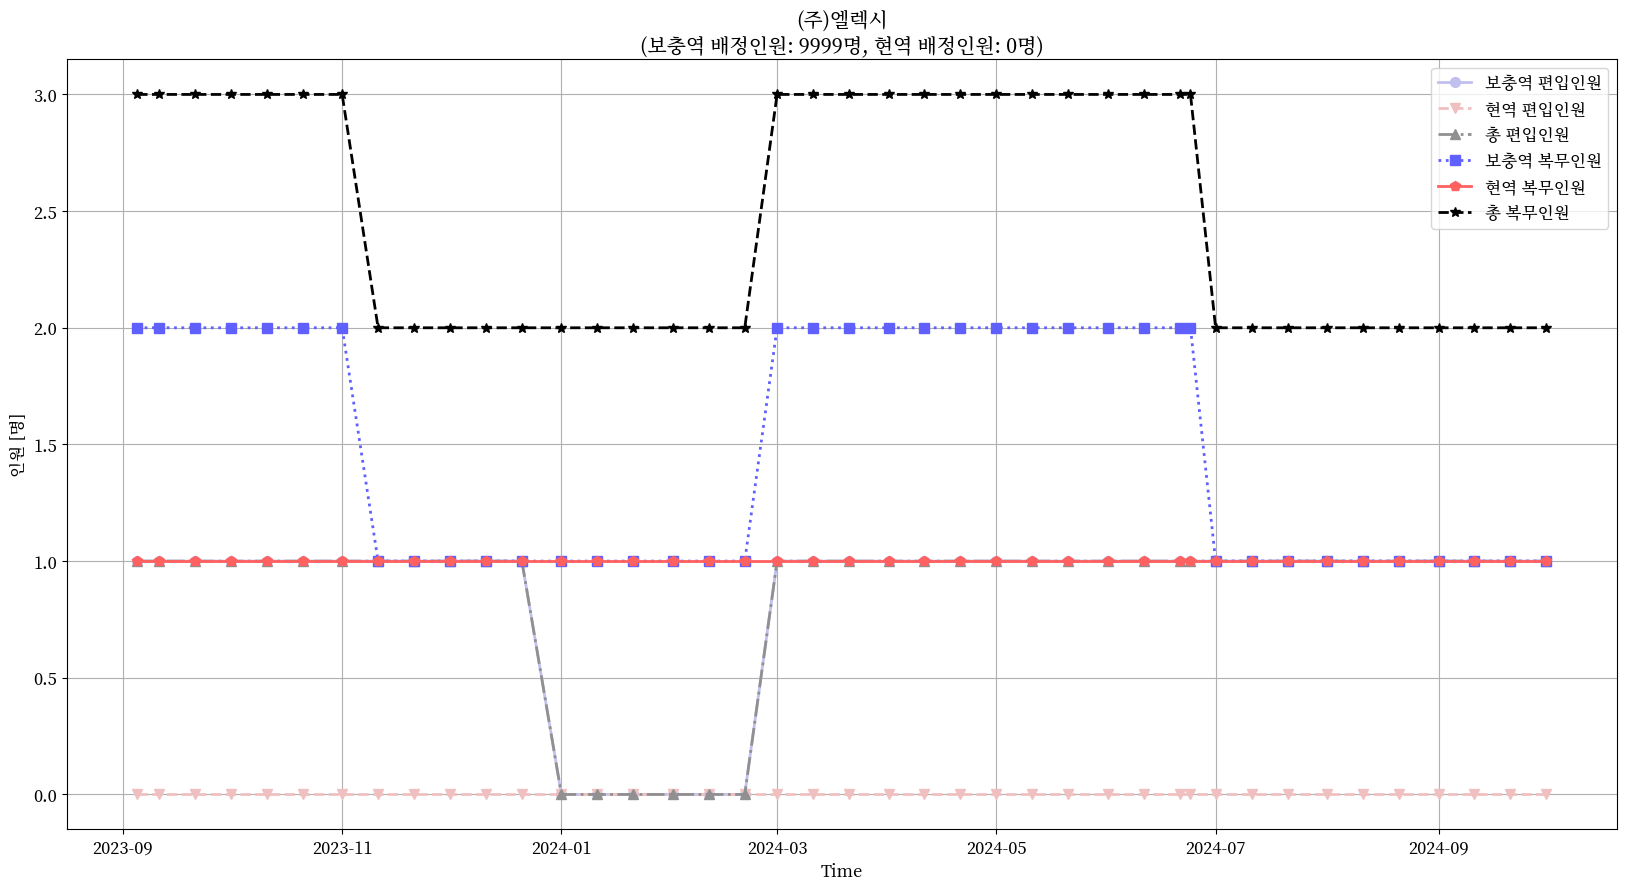 (주)엘렉시
(보충역 배정인원: 9999명, 현역 배정인원: 0명)
보충역 편입인원
현역 편입인원
총 편입인원
보충역 복무인원
현역 복무인원
총 복무인원
3.0
2.5
2.0
1.5
1.0
0.5
0.0
인원 [명]
2023-09 2023-11 2024-01 2024-03 2024-05 2024-07 2024-09
Time